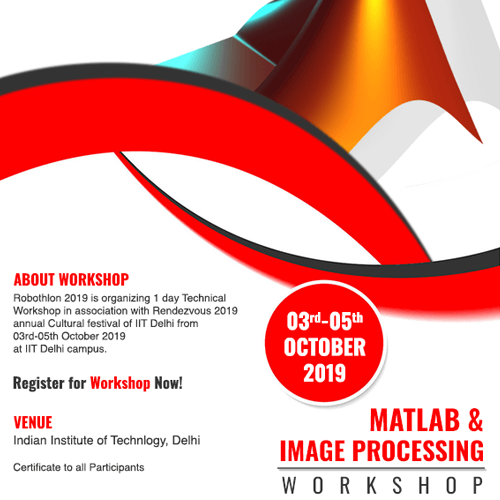 ABOUT WORKSHOP
Robothlon 2019 is organizing 1 day Technical
Workshop in association with Rendezvous 2019
annual Cultural festival of IIT Delhi from
03rd-05th October 2019
at IIT Delhi campus.
Register for Workshop Now!
VENUE
Indian Institute of Technlogy, Delhi
Certificate to all Participants
03rd-05th
OCTOBER
2019
MATLAB &
IMAGE PROCESSING
WORKSHOP